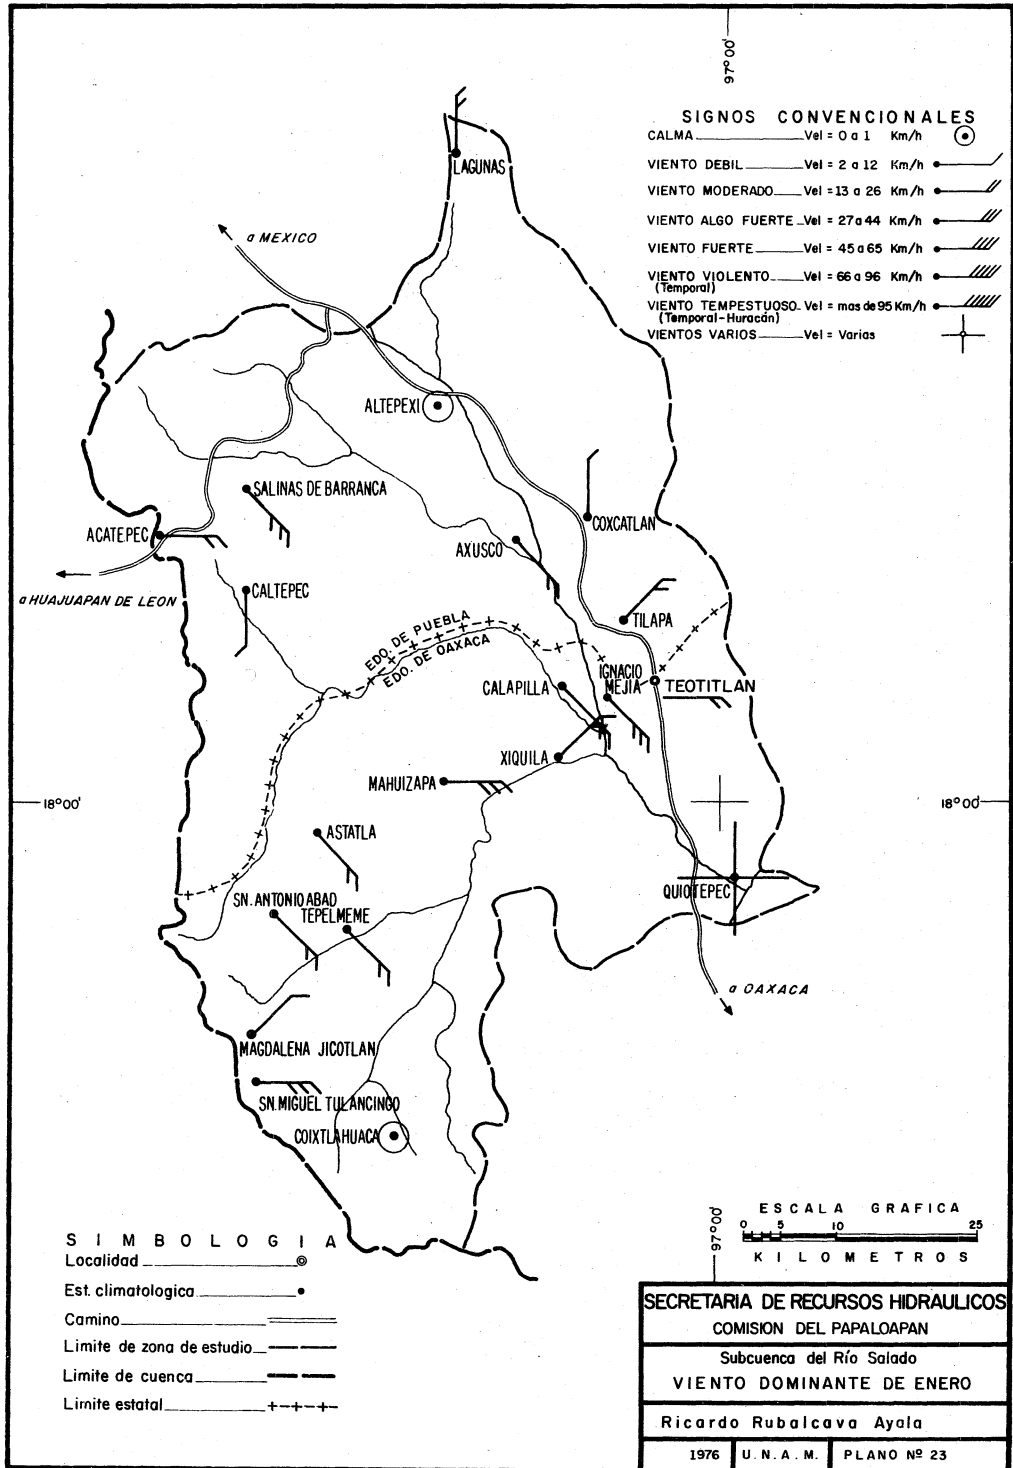 97°00'
SIGNOS CONVENCIONALES
CALMA Vel = 0 a 1 Km/h
VIENTO DEBIL Vel = 2 a 12 Km/h
VIENTO MODERADO Vel = 13 a 26 Km/h
VIENTO ALGO FUERTE Vel = 27 a 44 Km/h
VIENTO FUERTE Vel = 45 a 65 Km/h
VIENTO VIOLENTO Vel = 66 a 96 Km/h
(Temporal)
VIENTO TEMPESTUOSO Vel = mas de 95 Km/h
(Temporal-Huracán)
VIENTOS VARIOS Vel = Varias
LAGUNAS
a MEXICO
ALTEPEXI
SALINAS DE BARRANCA
COXCATLAN
ACATEPEC
AXUSCO
a HUAJUAPAN DE LEON
CALTEPEC
TILAPA
EDO. DE PUEBLA
EDO. DE OAXACA
IGNACIO
MEJIA
CALAPILLA
TEOTITLAN
XIQUILA
MAHUIZAPA
18°00'
18°00'
ASTATLA
QUIOTEPEC
SN. ANTONIO ABAD
TEPELMEME
a OAXACA
MAGDALENA JICOTLAN
SN. MIGUEL TULANCINGO
COIXTLAHUACA
97°00'
ESCALA GRAFICA
0 5 10 25
KILOMETROS
SIMBOLOGIA
Localidad
Est. climatologica
Camino
Limite de zona de estudio
Limite de cuenca
Limite estatal
SECRETARIA DE RECURSOS HIDRAULICOS
COMISION DEL PAPALOAPAN
Subcuenca del Río Salado
VIENTO DOMINANTE DE ENERO
Ricardo Rubalcava Ayala
1976 U.N.A.M. PLANO Nº 23